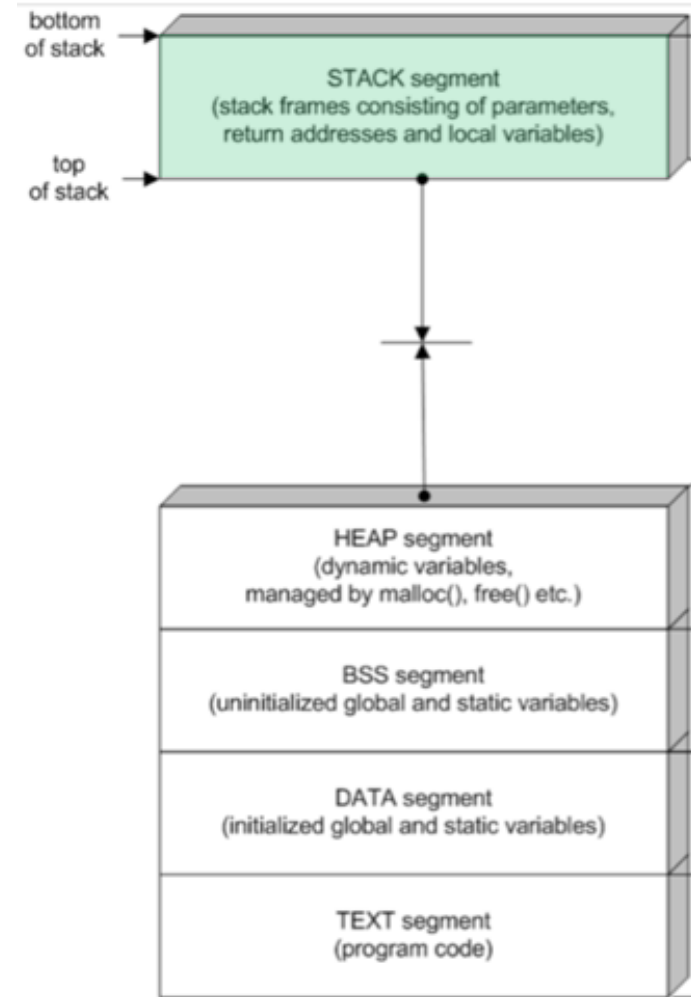 bottom
of stack
STACK segment
(stack frames consisting of parameters,
return addresses and local variables)
top
of stack
HEAP segment
(dynamic variables,
managed by malloc(), free() etc.)
BSS segment
(uninitialized global and static variables)
DATA segment
(initialized global and static variables)
TEXT segment
(program code)